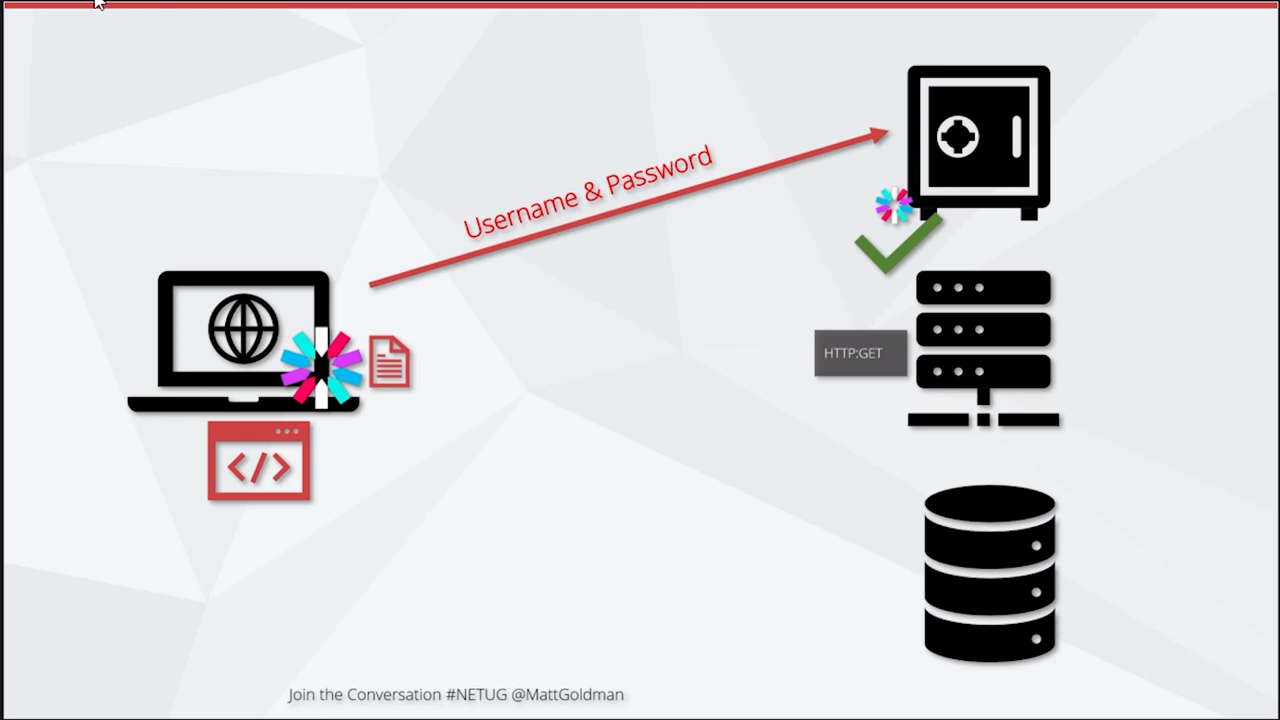 Username & Password
HTTP:GET
</>
Join the Conversation #NETUG @MattGoldman